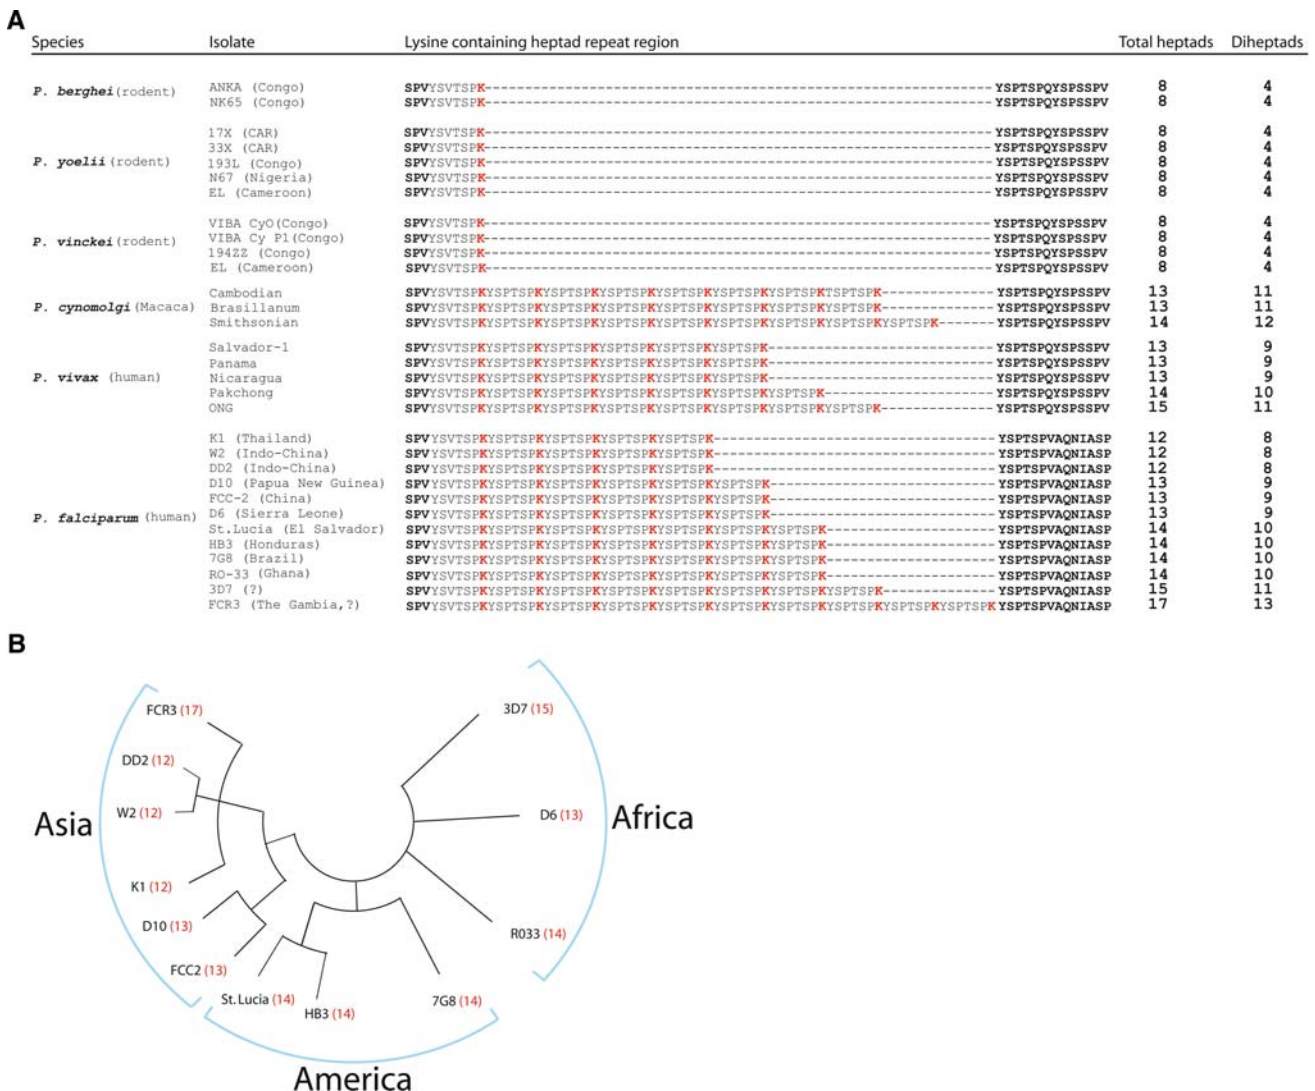 A
Species Isolate Lysine containing heptad repeat region Total heptads Diheptads
P. berghei (rodent)
ANKA (Congo) SPVYSVTSPK---------------------------------------------------------------YSPTSPQYSPSSPV 8 4
NK65 (Congo) SPVYSVTSPK---------------------------------------------------------------YSPTSPQYSPSSPV 8 4
P. yoelii (rodent)
17X (CAR) SPVYSVTSPK---------------------------------------------------------------YSPTSPQYSPSSPV 8 4
33X (CAR) SPVYSVTSPK---------------------------------------------------------------YSPTSPQYSPSSPV 8 4
193L (Congo) SPVYSVTSPK---------------------------------------------------------------YSPTSPQYSPSSPV 8 4
N67 (Nigeria) SPVYSVTSPK---------------------------------------------------------------YSPTSPQYSPSSPV 8 4
EL (Cameroon) SPVYSVTSPK---------------------------------------------------------------YSPTSPQYSPSSPV 8 4
P. vinckei (rodent)
VIBA CyO(Congo) SPVYSVTSPK---------------------------------------------------------------YSPTSPQYSPSSPV 8 4
VIBA Cy P1(Congo) SPVYSVTSPK---------------------------------------------------------------YSPTSPQYSPSSPV 8 4
194ZZ (Congo) SPVYSVTSPK---------------------------------------------------------------YSPTSPQYSPSSPV 8 4
EL (Cameroon) SPVYSVTSPK---------------------------------------------------------------YSPTSPQYSPSSPV 8 4
P. cynomolgi (Macaca)
Cambodian SPVYSVTSPKYSPTSPKYSPTSPKYSPTSPKYSPTSPKYSPTSPKYSPTSPKTSPTSPK--------------YSPTSPQYSPSSPV 13 11
Brasillanum SPVYSVTSPKYSPTSPKYSPTSPKYSPTSPKYSPTSPKYSPTSPKYSPTSPKYSPTSPK--------------YSPTSPQYSPSSPV 13 11
Smithsonian SPVYSVTSPKYSPTSPKYSPTSPKYSPTSPKYSPTSPKYSPTSPKYSPTSPKYSPTSPKYSPTSPK-------YSPTSPQYSPSSPV 14 12
P. vivax (human)
Salvador-1 SPVYSVTSPKYSPTSPKYSPTSPKYSPTSPKYSPTSPKYSPTSPK----------------------------YSPTSPQYSPSSPV 13 9
Panama SPVYSVTSPKYSPTSPKYSPTSPKYSPTSPKYSPTSPKYSPTSPK----------------------------YSPTSPQYSPSSPV 13 9
Nicaragua SPVYSVTSPKYSPTSPKYSPTSPKYSPTSPKYSPTSPKYSPTSPK----------------------------YSPTSPQYSPSSPV 13 9
Pakchong SPVYSVTSPKYSPTSPKYSPTSPKYSPTSPKYSPTSPKYSPTSPKYSPTSPK---------------------YSPTSPQYSPSSPV 14 10
ONG SPVYSVTSPKYSPTSPKYSPTSPKYSPTSPKYSPTSPKYSPTSPKYSPTSPKYSPTSPK--------------YSPTSPQYSPSSPV 15 11
P. falciparum (human)
K1 (Thailand) SPVYSVTSPKYSPTSPKYSPTSPKYSPTSPKYSPTSPK-----------------------------------YSPTSPVAQNIASP 12 8
W2 (Indo-China) SPVYSVTSPKYSPTSPKYSPTSPKYSPTSPKYSPTSPK-----------------------------------YSPTSPVAQNIASP 12 8
DD2 (Indo-China) SPVYSVTSPKYSPTSPKYSPTSPKYSPTSPKYSPTSPK-----------------------------------YSPTSPVAQNIASP 12 8
D10 (Papua New Guinea) SPVYSVTSPKYSPTSPKYSPTSPKYSPTSPKYSPTSPKYSPTSPK----------------------------YSPTSPVAQNIASP 13 9
FCC-2 (China) SPVYSVTSPKYSPTSPKYSPTSPKYSPTSPKYSPTSPKYSPTSPK----------------------------YSPTSPVAQNIASP 13 9
D6 (Sierra Leone) SPVYSVTSPKYSPTSPKYSPTSPKYSPTSPKYSPTSPKYSPTSPK----------------------------YSPTSPVAQNIASP 13 9
St.Lucia (El Salvador) SPVYSVTSPKYSPTSPKYSPTSPKYSPTSPKYSPTSPKYSPTSPKYSPTSPK---------------------YSPTSPVAQNIASP 14 10
HB3 (Honduras) SPVYSVTSPKYSPTSPKYSPTSPKYSPTSPKYSPTSPKYSPTSPKYSPTSPK---------------------YSPTSPVAQNIASP 14 10
7G8 (Brazil) SPVYSVTSPKYSPTSPKYSPTSPKYSPTSPKYSPTSPKYSPTSPKYSPTSPK---------------------YSPTSPVAQNIASP 14 10
RO-33 (Ghana) SPVYSVTSPKYSPTSPKYSPTSPKYSPTSPKYSPTSPKYSPTSPKYSPTSPK---------------------YSPTSPVAQNIASP 14 10
3D7 (?) SPVYSVTSPKYSPTSPKYSPTSPKYSPTSPKYSPTSPKYSPTSPKYSPTSPKYSPTSPK--------------YSPTSPVAQNIASP 15 11
FCR3 (The Gambia,?) SPVYSVTSPKYSPTSPKYSPTSPKYSPTSPKYSPTSPKYSPTSPKYSPTSPKYSPTSPKYSPTSPKYSPTSPK YSPTSPVAQNIASP 17 13
B
FCR3 (17)
DD2 (12)
W2 (12)
K1 (12)
D10 (13)
FCC2 (13)
Asia
St.Lucia (14)
HB3 (14)
7G8 (14)
America
3D7 (15)
D6 (13)
R033 (14)
Africa